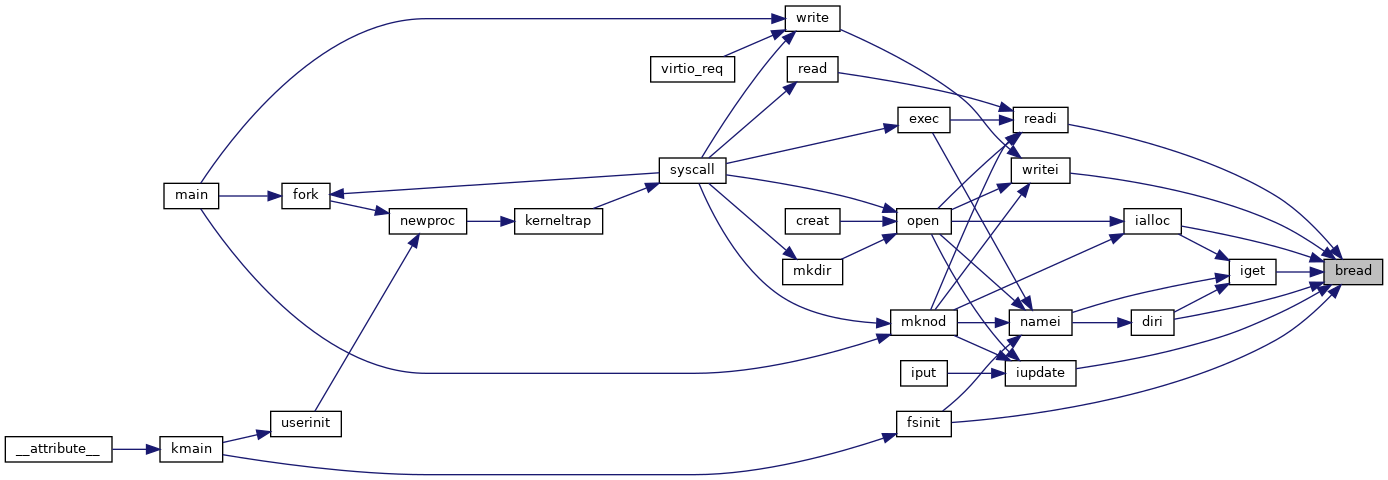 write
virtio_req
read
exec
readi
syscall
writei
main
fork
newproc
kerneltrap
creat
open
ialloc
mkdir
iget
bread
mknod
namei
diri
iput
iupdate
userinit
fsinit
__attribute__
kmain